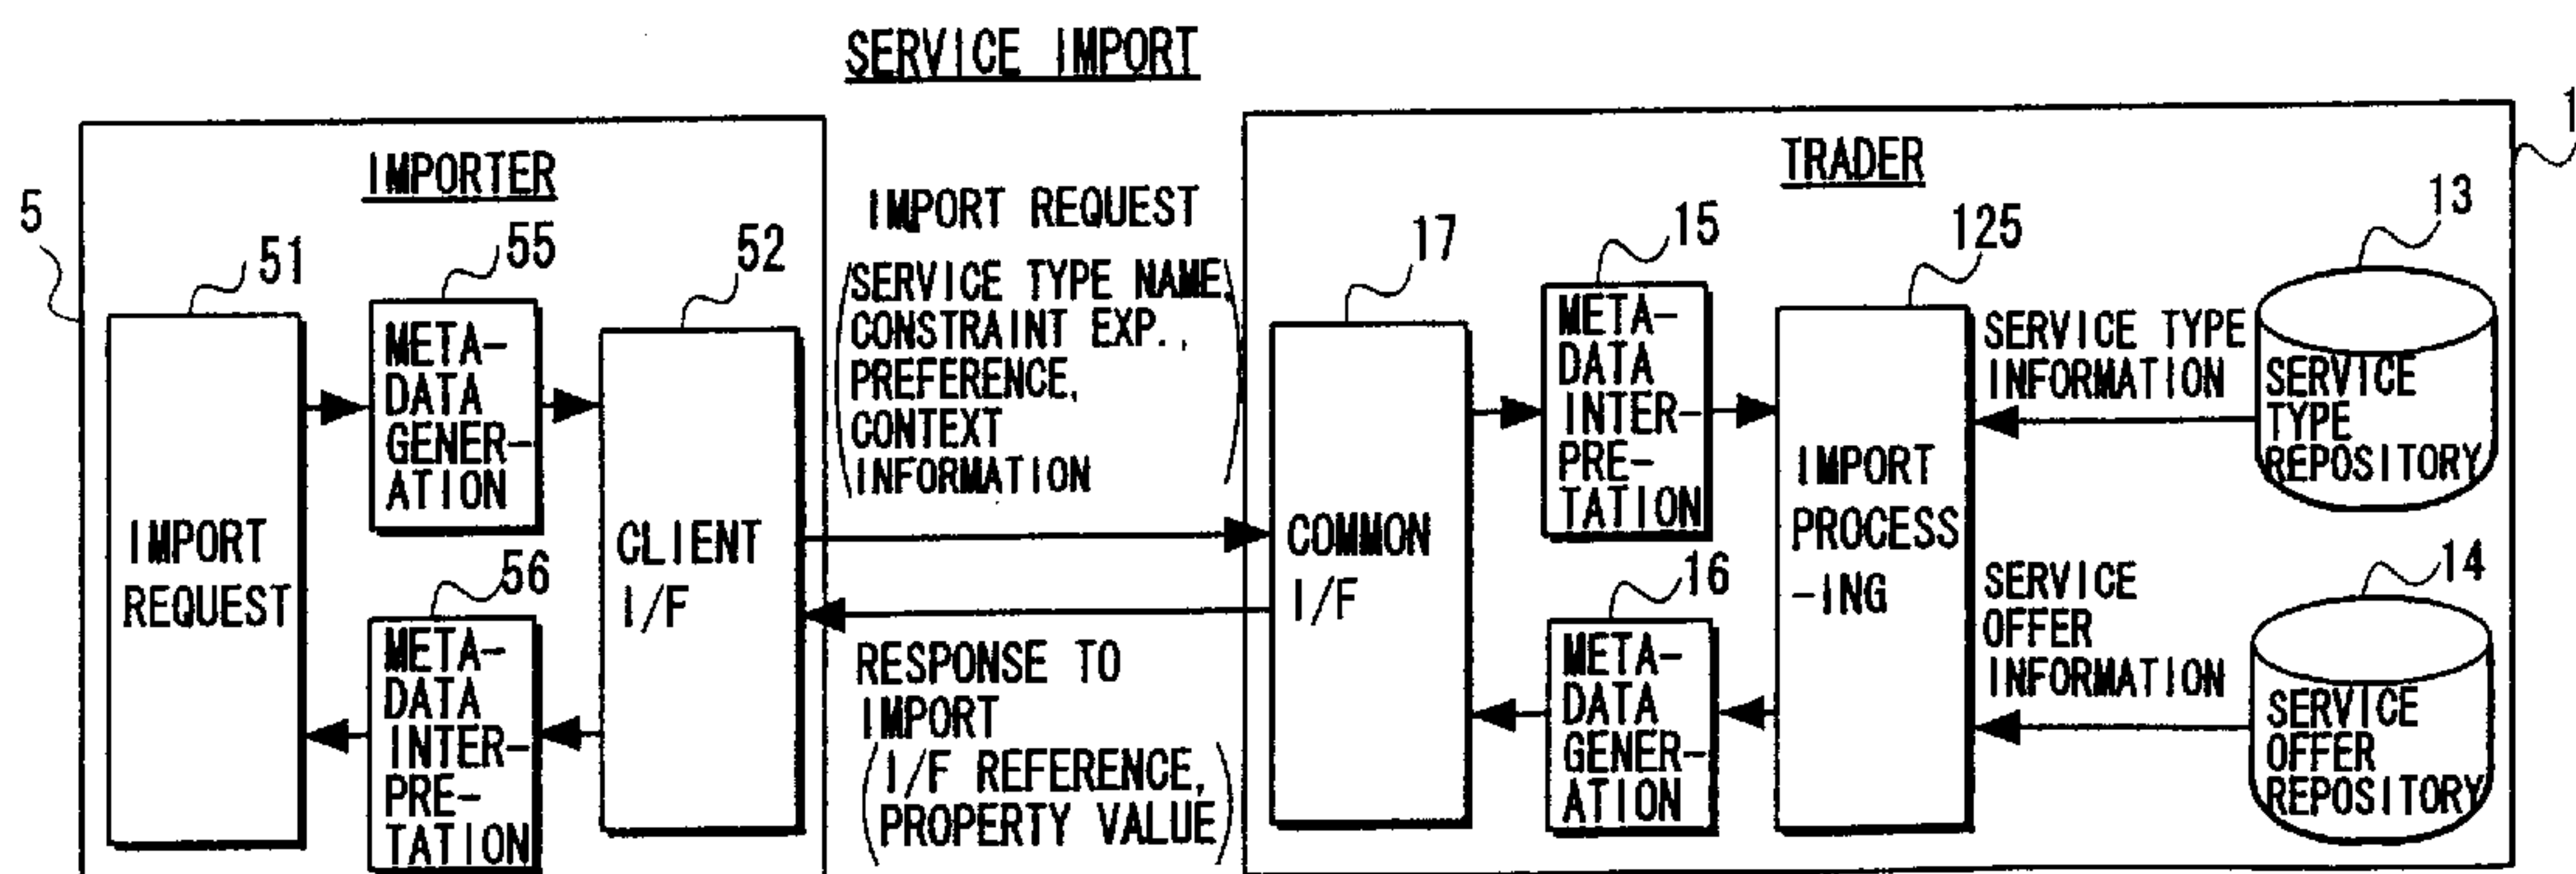 SERVICE IMPORT
1
IMPORTER
5
51
55
52
IMPORT
REQUEST
META-
DATA
GENER-
ATION
56
META-
DATA
INTER-
PRE-
TATION
CLIENT
I/F
IMPORT REQUEST
SERVICE TYPE NAME,
CONSTRAINT EXP.,
PREFERENCE,
CONTEXT
INFORMATION
RESPONSE TO
IMPORT
(I/F REFERENCE,
PROPERTY VALUE)
TRADER
17
15
125
13
COMMON
I/F
META-
DATA
INTER-
PRE-
TATION
16
META-
DATA
GENER-
ATION
IMPORT
PROCESS
-ING
SERVICE TYPE
INFORMATION
SERVICE
TYPE
REPOSITORY
SERVICE
OFFER
INFORMATION
14
SERVICE
OFFER
REPOSITORY